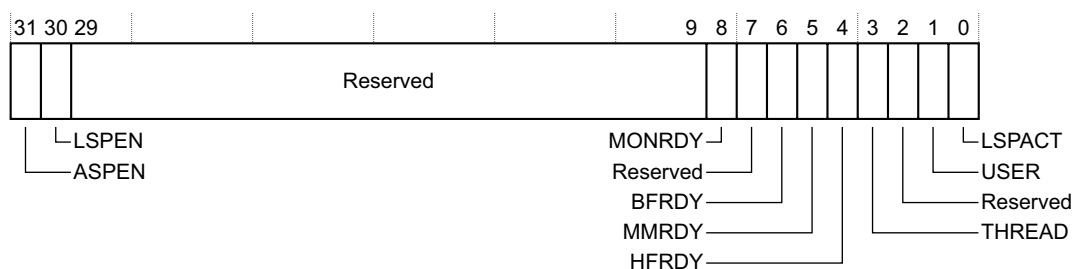 31 30 29 9 8 7 6 5 4 3 2 1 0
Reserved
LSPEN MONRDY LSPACT
ASPEN Reserved USER
BFRDY Reserved
MMRDY THREAD
HFRDY